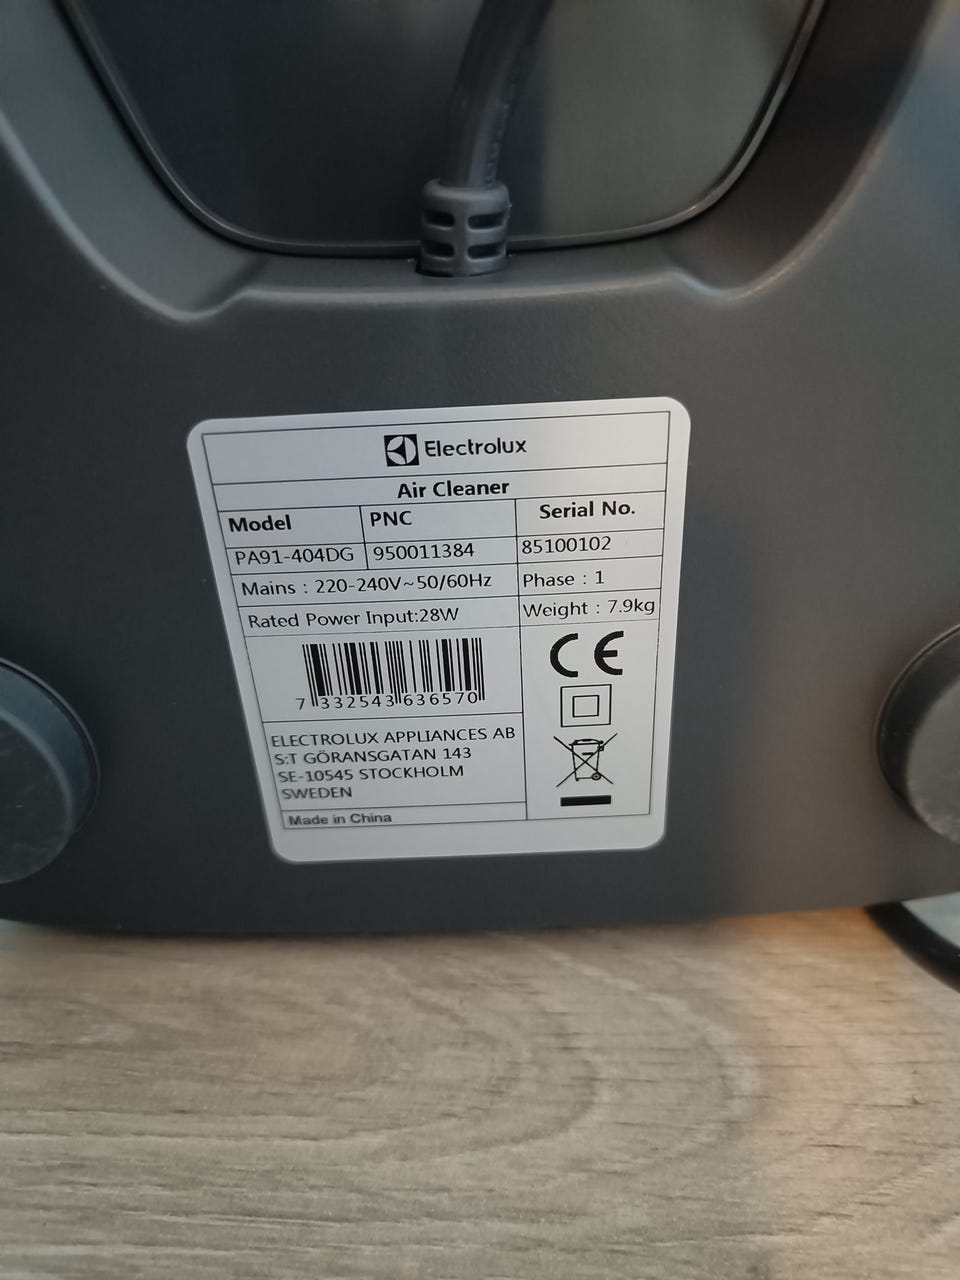 Electrolux
Air Cleaner
Model PNC Serial No.
PA91-404DG 950011384 85100102
Mains : 220-240V~50/60Hz Phase : 1
Rated Power Input:28W Weight : 7.9kg
CE
7 332543 636570
ELECTROLUX APPLIANCES AB
S:T GÖRANSGATAN 143
SE-10545 STOCKHOLM
SWEDEN
Made in China